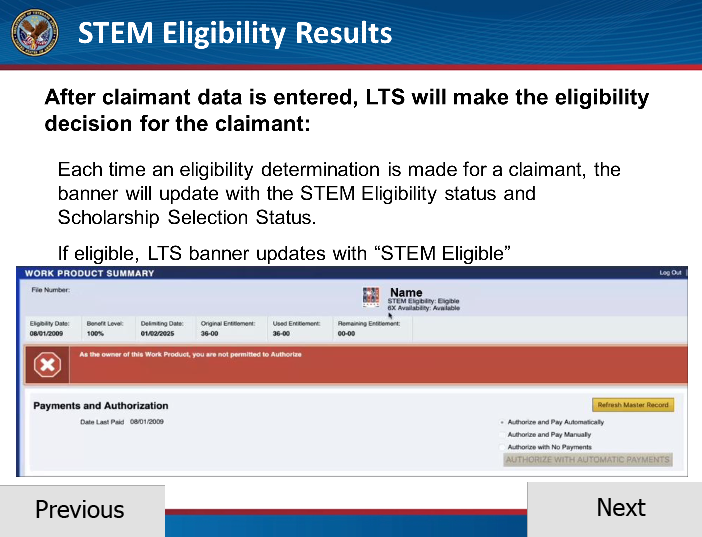 STEM Eligibility Results
After claimant data is entered, LTS will make the eligibility
decision for the claimant:
Each time an eligibility determination is made for a claimant, the
banner will update with the STEM Eligibility status and
Scholarship Selection Status.
If eligible, LTS banner updates with “STEM Eligible”
WORK PRODUCT SUMMARY
Log Out
File Number:
Name
STEM Eligibility: Eligible
6X Availability: Available
Eligibility Date: Benefit Level: Delimiting Date: Original Entitlement: Used Entitlement: Remaining Entitlement:
08/01/2009 100% 01/02/2025 36-00 36-00 00-00
As the owner of this Work Product, you are not permitted to Authorize
Payments and Authorization
Refresh Master Record
Date Last Paid 08/01/2009
Authorize and Pay Automatically
Authorize and Pay Manually
Authorize with No Payments
AUTHORIZE WITH AUTOMATIC PAYMENTS
Previous
Next